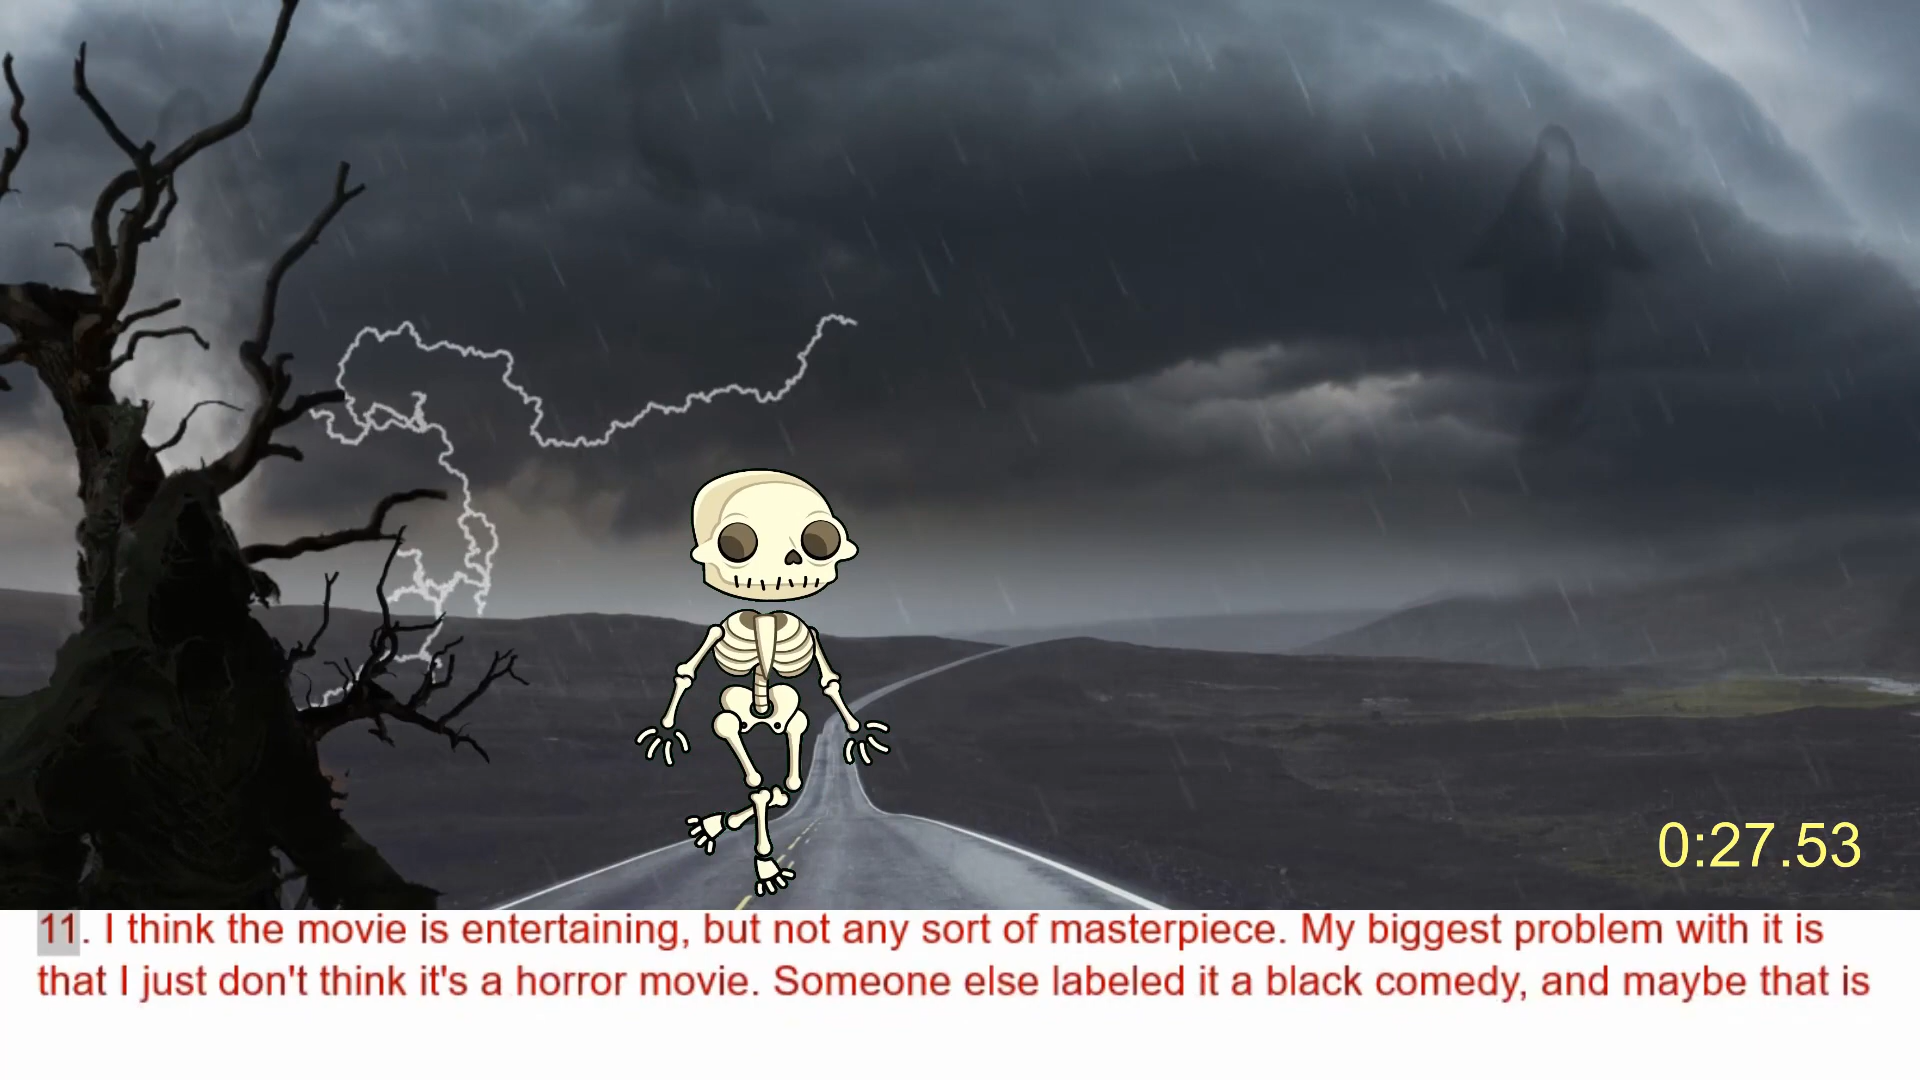 0:27.53
11. I think the movie is entertaining, but not any sort of masterpiece. My biggest problem with it is
that I just don't think it's a horror movie. Someone else labeled it a black comedy, and maybe that is